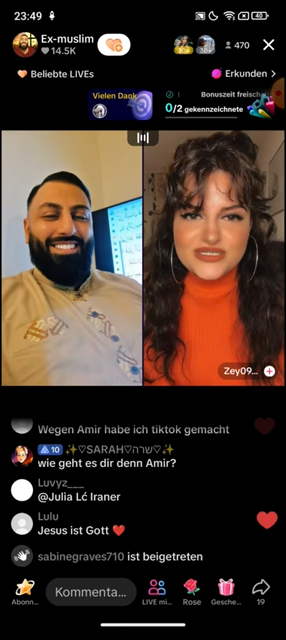 23:49
40
Ex-muslim
14.5K
470
Beliebte LIVEs
Erkunden >
Vielen Dank
Bonuszeit freisch
0/2 gekennzeichnete
Zey09...
Wegen Amir habe ich tiktok gemacht
10 ✨♡SARAH♡שרה♡✨
wie geht es dir denn Amir?
Luvyz___
@Julia Lć Iraner
Lulu
Jesus ist Gott ❤️
sabinegraves710 ist beigetreten
Abonn...
Kommenta...
LIVE mi...
Rose
Gesche...
19